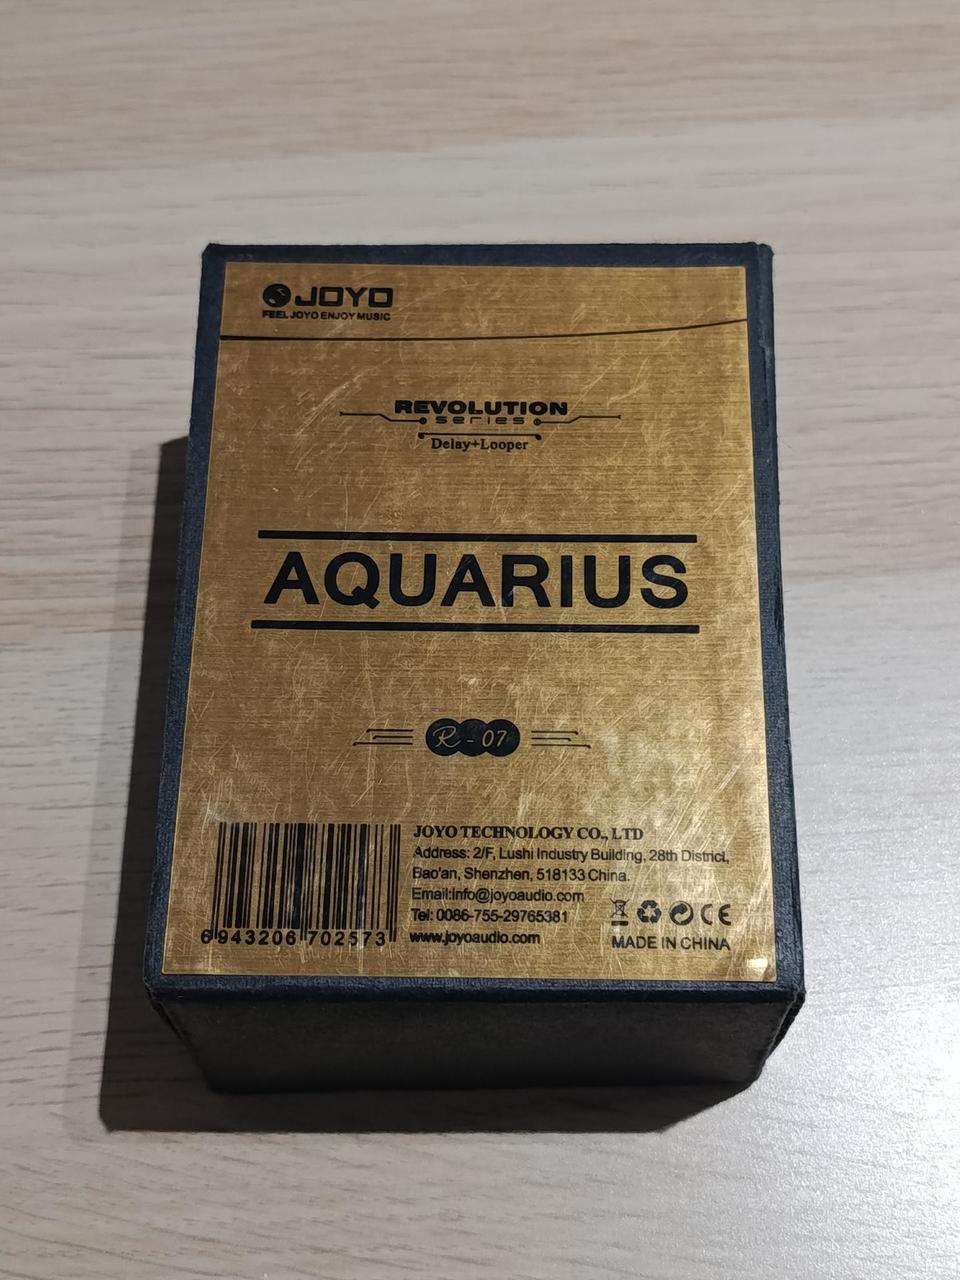 JOYO
FEEL JOYO ENJOY MUSIC
REVOLUTION
series
Delay+Looper
AQUARIUS
R-07
JOYO TECHNOLOGY CO., LTD
Address: 2/F, Lushi Industry Building, 28th District,
Bao'an, Shenzhen, 518133 China.
Email:info@joyoaudio.com
Tel: 0086-755-29765381
www.joyoaudio.com
6 943206 702573
CE
MADE IN CHINA